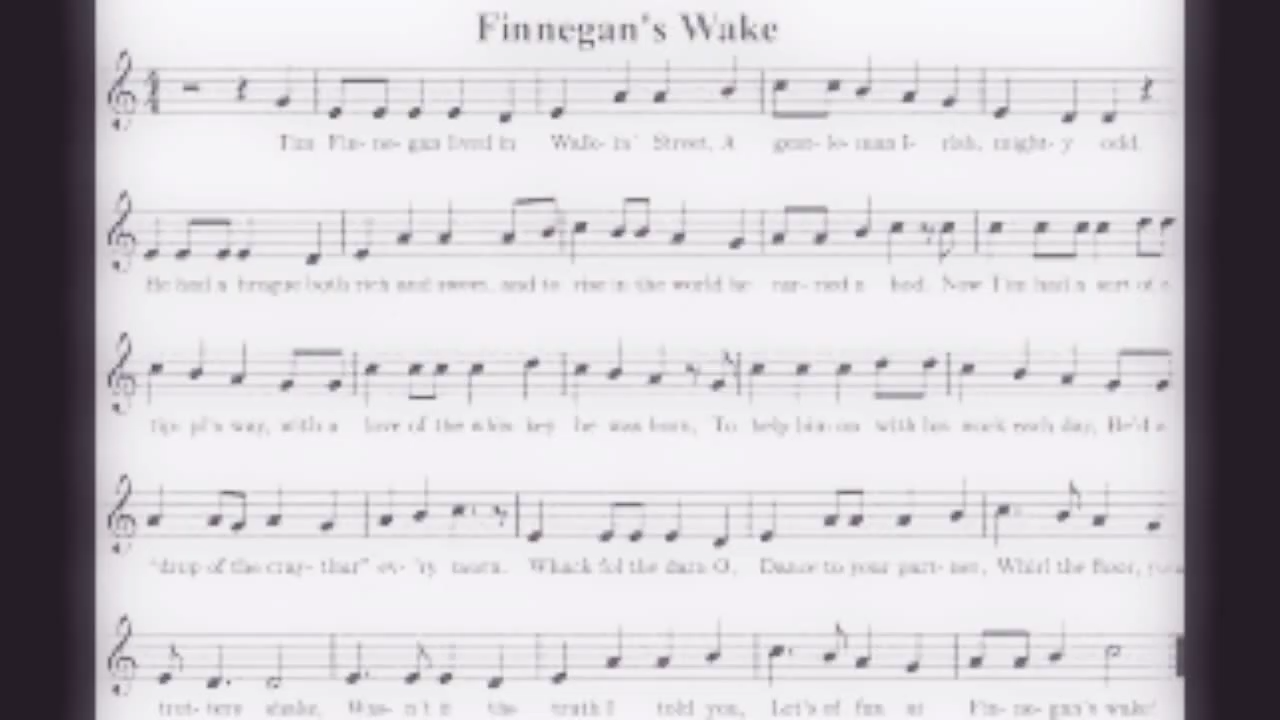 Finnegan's Wake
Tim Fin- ne- gan lived in Walk- in' Street, A gent- le- man I- rish, might- y odd.
He had a brogue both rich and sweet, and to rise in the world he car- ried a hod. Now Tim had a sort of a
tip- pl'n way, with a love of the whis- key he was born, To help him on with his work each day, He'd a
"drop of the cray- thur" ev- 'ry morn. Whack fol the dara O, Dance to your part- ner, Whirl the floor, your
trot- ters shake, Was- n't it the truth I told you, Let's of fun at Fin- ne- gan's wake!